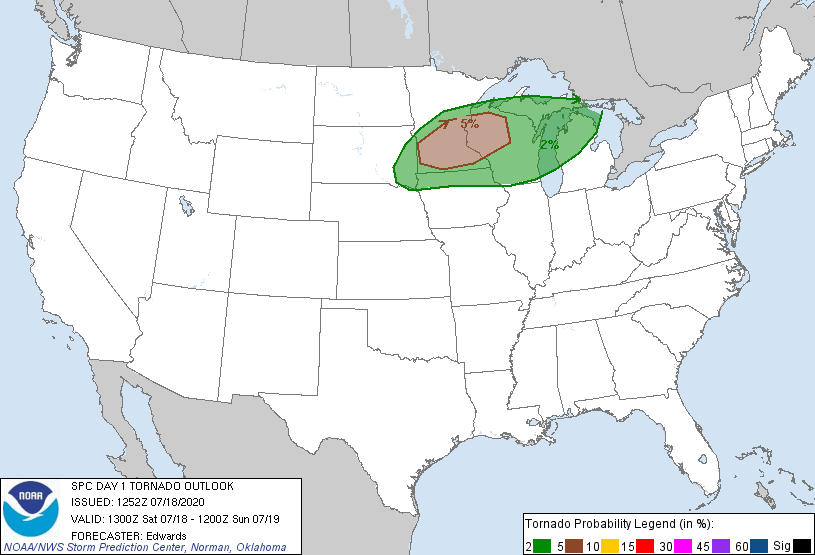 5%
2%
NOAA
SPC DAY 1 TORNADO OUTLOOK
ISSUED: 1252Z 07/18/2020
VALID: 1300Z Sat 07/18 - 1200Z Sun 07/19
FORECASTER: Edwards
NOAA/NWS Storm Prediction Center, Norman, Oklahoma
Tornado Probability Legend (in %):
2 5 10 15 30 45 60 Sig